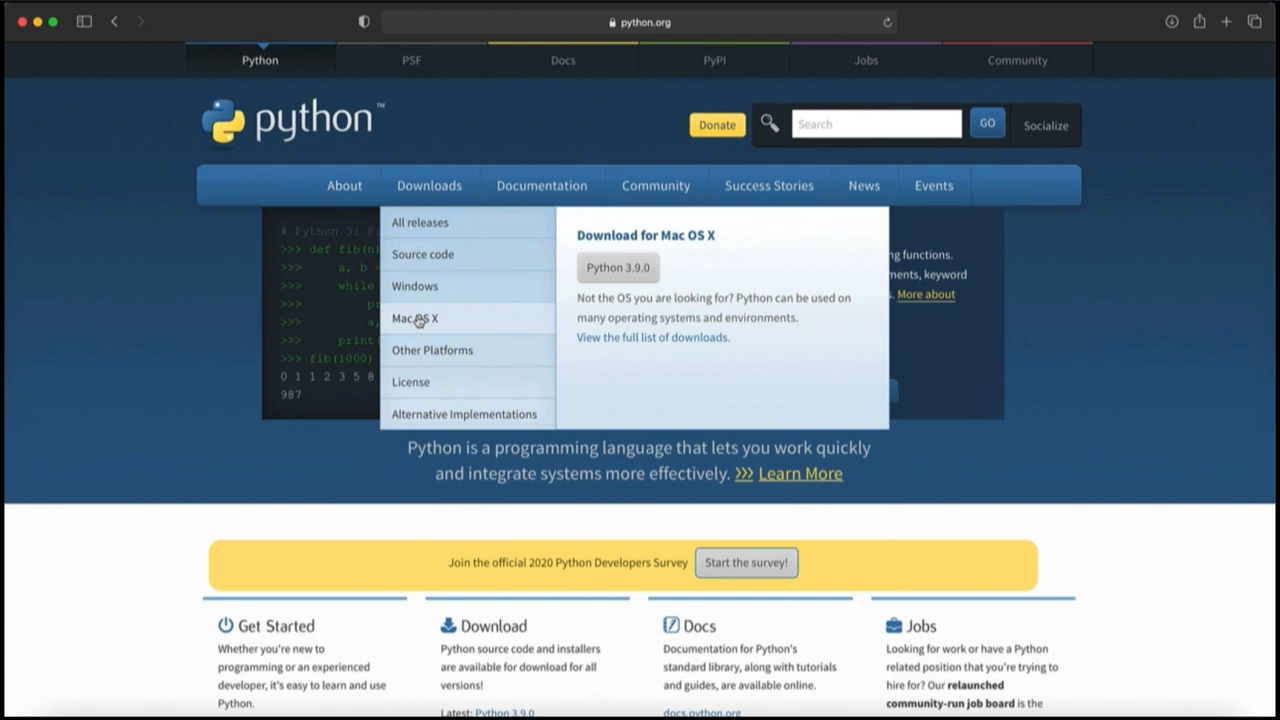 python.org
Python
PSF
Docs
PyPI
Jobs
Community
python™
Donate
Search
GO
Socialize
About
Downloads
Documentation
Community
Success Stories
News
Events
# Python 3: F
>>> def fib(n)
>>> a, b =
>>> while
>>> pr
>>> a,
>>> print(
>>> fib(1000)
0 1 1 2 3 5 8
987
All releases
Source code
Windows
Mac OS X
Other Platforms
License
Alternative Implementations
Download for Mac OS X
Python 3.9.0
Not the OS you are looking for? Python can be used on
many operating systems and environments.
View the full list of downloads.
ng functions.
ments, keyword
. More about
Python is a programming language that lets you work quickly
and integrate systems more effectively. >>> Learn More
Join the official 2020 Python Developers Survey
Start the survey!
Get Started
Whether you're new to
programming or an experienced
developer, it's easy to learn and use
Python.
Download
Python source code and installers
are available for download for all
versions!
Latest: Python 3.9.0
Docs
Documentation for Python's
standard library, along with tutorials
and guides, are available online.
docs.python.org
Jobs
Looking for work or have a Python
related position that you're trying to
hire for? Our relaunched
community-run job board is the